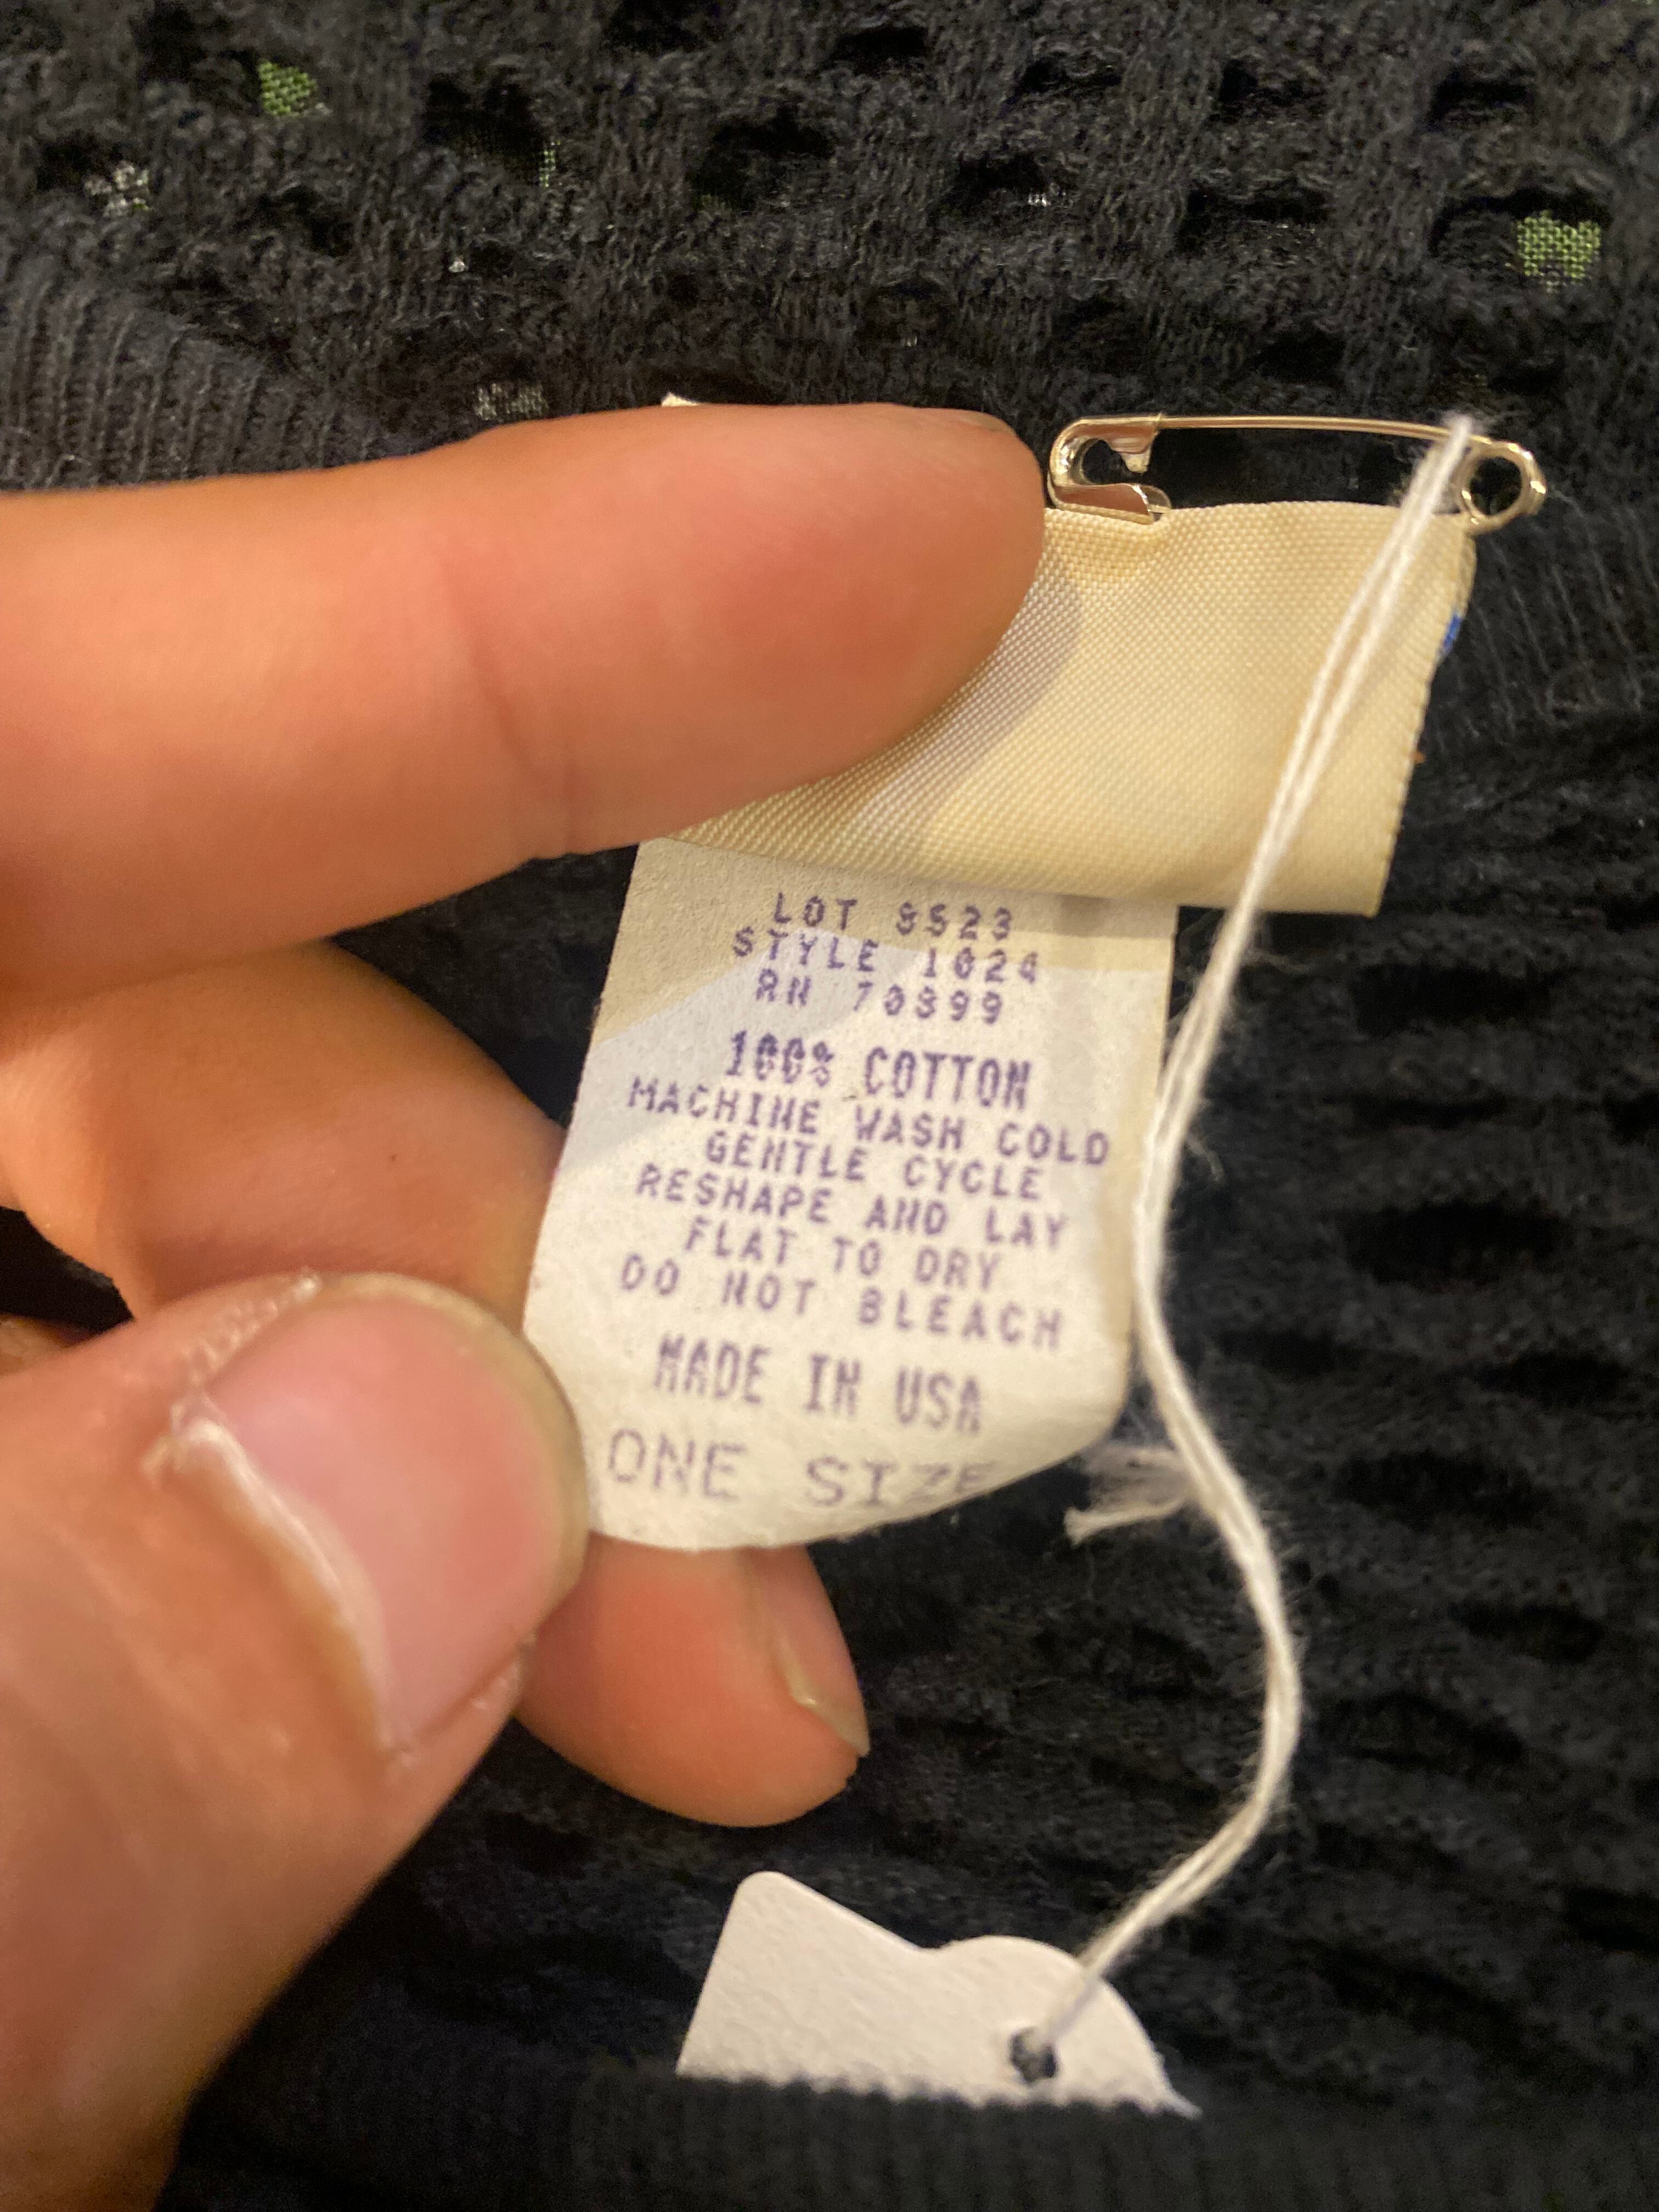 LOT 8523
STYLE 1024
RN 70899
100% COTTON
MACHINE WASH COLD
GENTLE CYCLE
RESHAPE AND LAY
FLAT TO DRY
DO NOT BLEACH
MADE IN USA
ONE SIZE